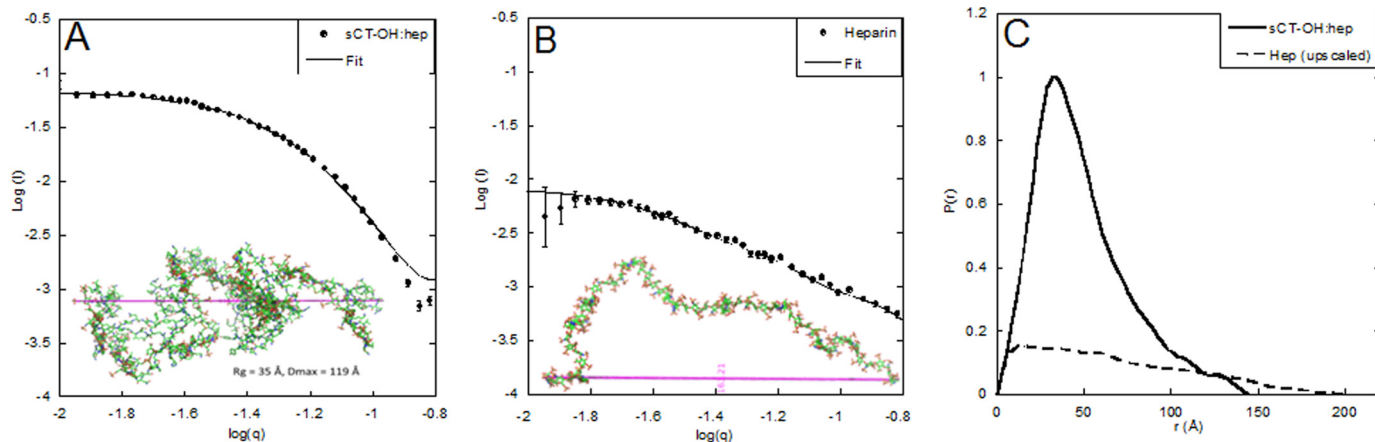 A
sCT-OH:hep
Fit
-0.5
-1
-1.5
-2
-2.5
-3
-3.5
-4
Log (I)
Rg = 35 Å, Dmax = 119 Å
-2 -1.8 -1.6 -1.4 -1.2 -1 -0.8
log(q)
B
Heparin
Fit
-0.5
-1
-1.5
-2
-2.5
-3
-3.5
-4
Log (I)
-2 -1.8 -1.6 -1.4 -1.2 -1 -0.8
log(q)
C
sCT-OH:hep
Hep (upscaled)
1.2
1
0.8
0.6
0.4
0.2
0
P(r)
0 50 100 150 200
r (Å)